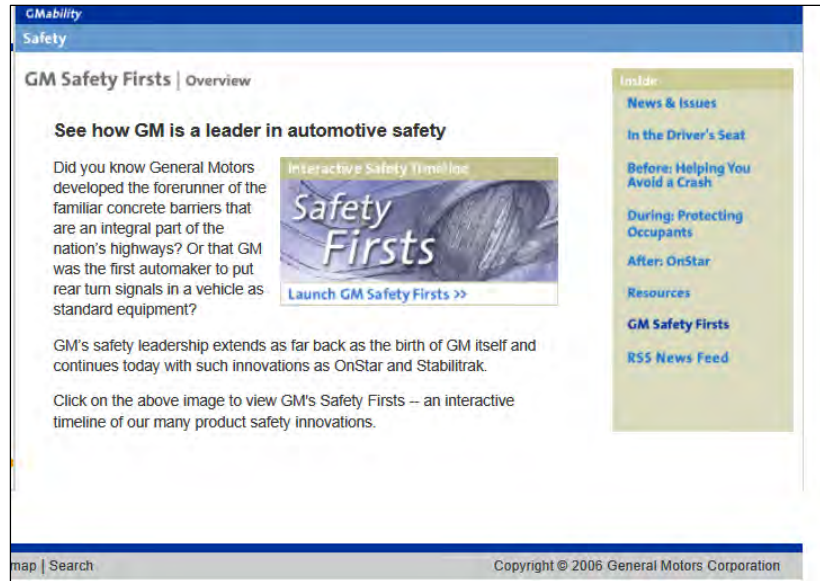 GMability
Safety
GM Safety Firsts | Overview
See how GM is a leader in automotive safety
Did you know General Motors
developed the forerunner of the
familiar concrete barriers that
are an integral part of the
nation's highways? Or that GM
was the first automaker to put
rear turn signals in a vehicle as
standard equipment?
Interactive Safety Timeline
Safety
Firsts
Launch GM Safety Firsts >>
GM's safety leadership extends as far back as the birth of GM itself and
continues today with such innovations as OnStar and Stabilitrak.
Click on the above image to view GM's Safety Firsts -- an interactive
timeline of our many product safety innovations.
Inside
News & Issues
In the Driver's Seat
Before: Helping You
Avoid a Crash
During: Protecting
Occupants
After: OnStar
Resources
GM Safety Firsts
RSS News Feed
map | Search
Copyright © 2006 General Motors Corporation